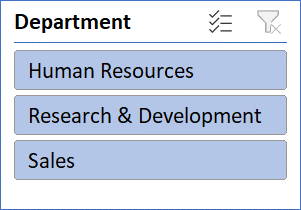 Department
Human Resources
Research & Development
Sales